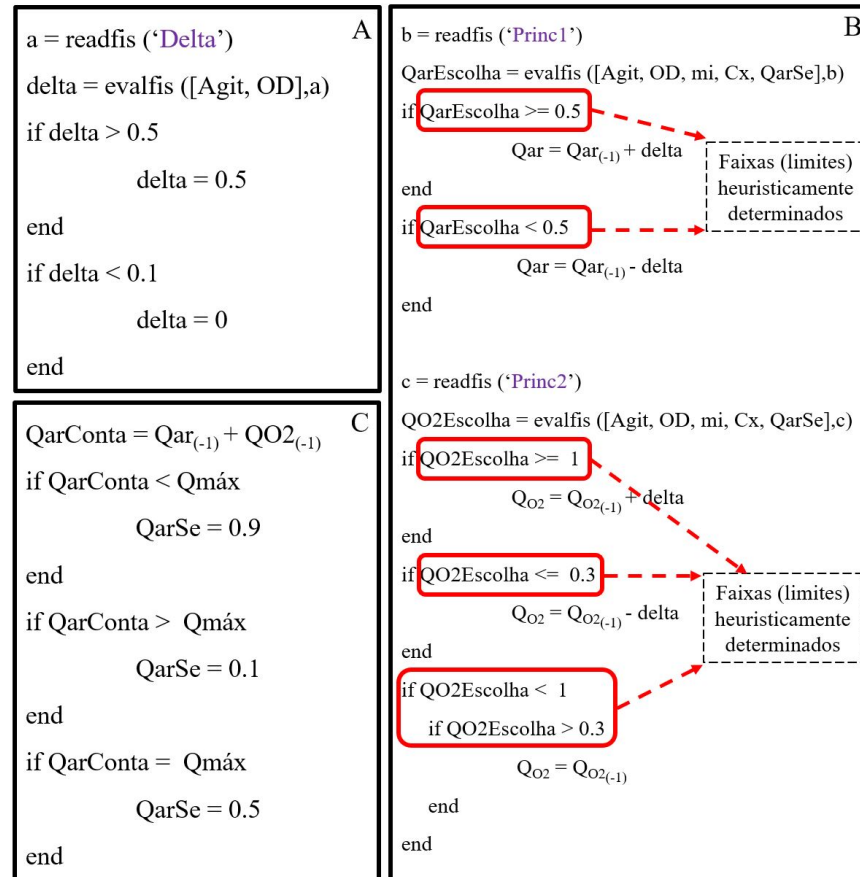 A
a = readfis (‘Delta’)
delta = evalfis ([Agit, OD],a)
if delta > 0.5
delta = 0.5
end
if delta < 0.1
delta = 0
end
C
QarConta = Qar(-1) + QO2(-1)
if QarConta < Qmáx
QarSe = 0.9
end
if QarConta > Qmáx
QarSe = 0.1
end
if QarConta = Qmáx
QarSe = 0.5
end
B
b = readfis (‘Princ1’)
QarEscolha = evalfis ([Agit, OD, mi, Cx, QarSe],b)
if QarEscolha >= 0.5
Qar = Qar(-1) + delta
end
if QarEscolha < 0.5
Qar = Qar(-1) - delta
end
Faixas (limites)
heuristicamente
determinados
c = readfis (‘Princ2’)
QO2Escolha = evalfis ([Agit, OD, mi, Cx, QarSe],c)
if QO2Escolha >= 1
QO2 = QO2(-1) + delta
end
if QO2Escolha <= 0.3
QO2 = QO2(-1) - delta
end
if QO2Escolha < 1
if QO2Escolha > 0.3
QO2 = QO2(-1)
end
end
Faixas (limites)
heuristicamente
determinados